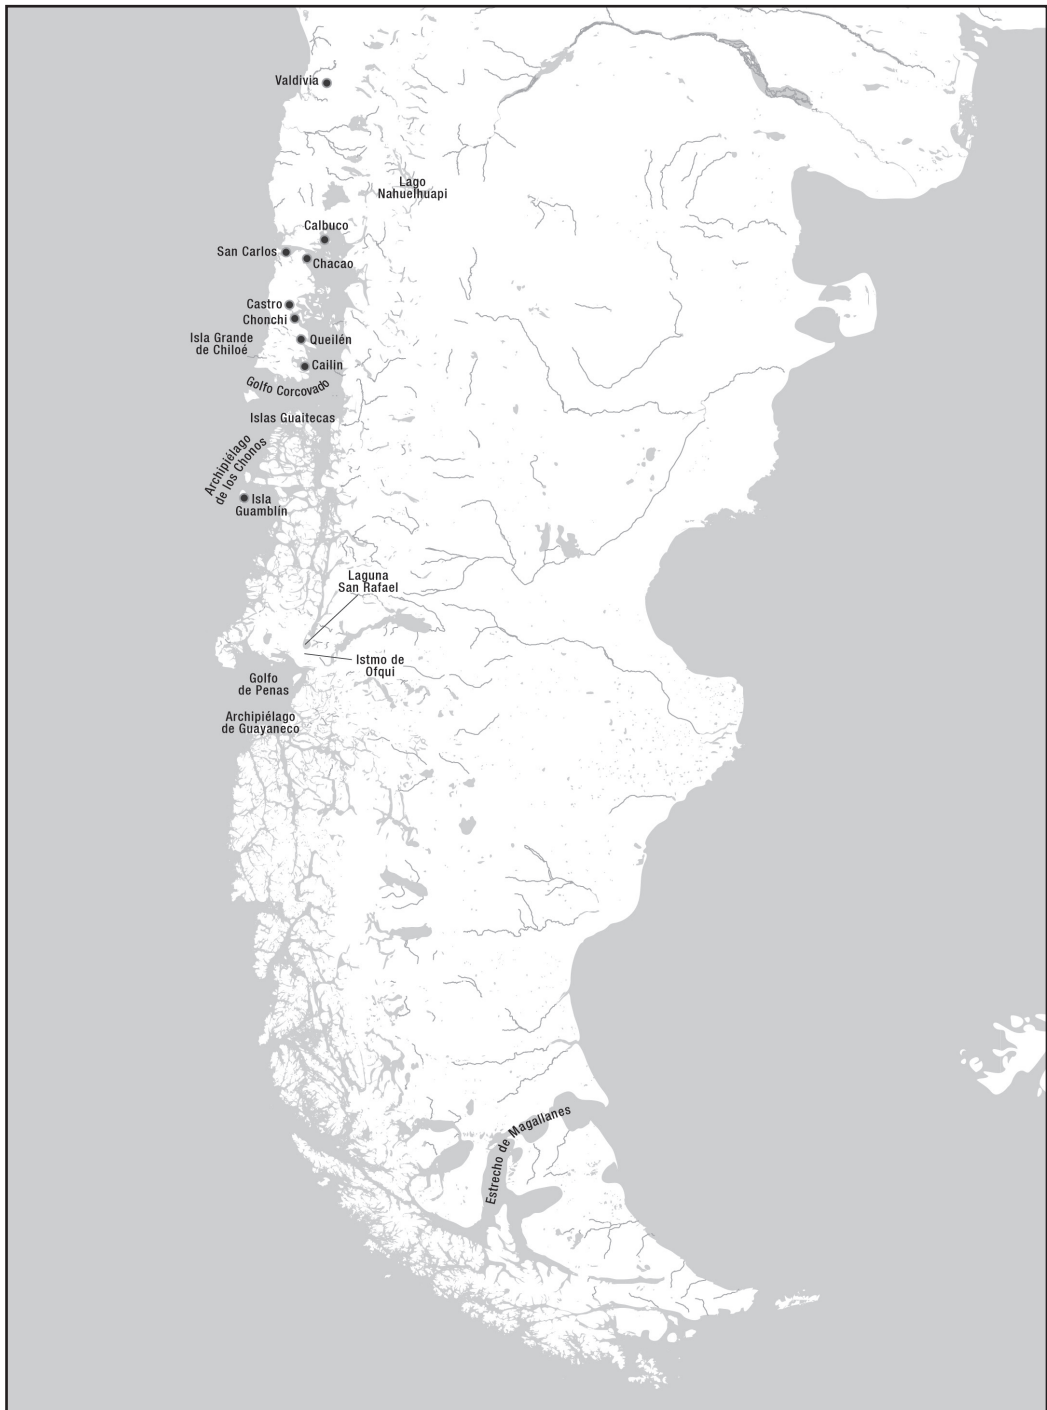 Valdivia
Lago
Nahuelhuapi
Calbuco
San Carlos
Chacao
Castro
Chonchi
Isla Grande
de Chiloé
Queilén
Cailín
Golfo Corcovado
Islas Guaitecas
Archipiélago
de los Chonos
Isla
Guamblín
Laguna
San Rafael
Istmo de
Ofqui
Golfo
de Penas
Archipiélago
de Guayaneco
Estrecho de Magallanes